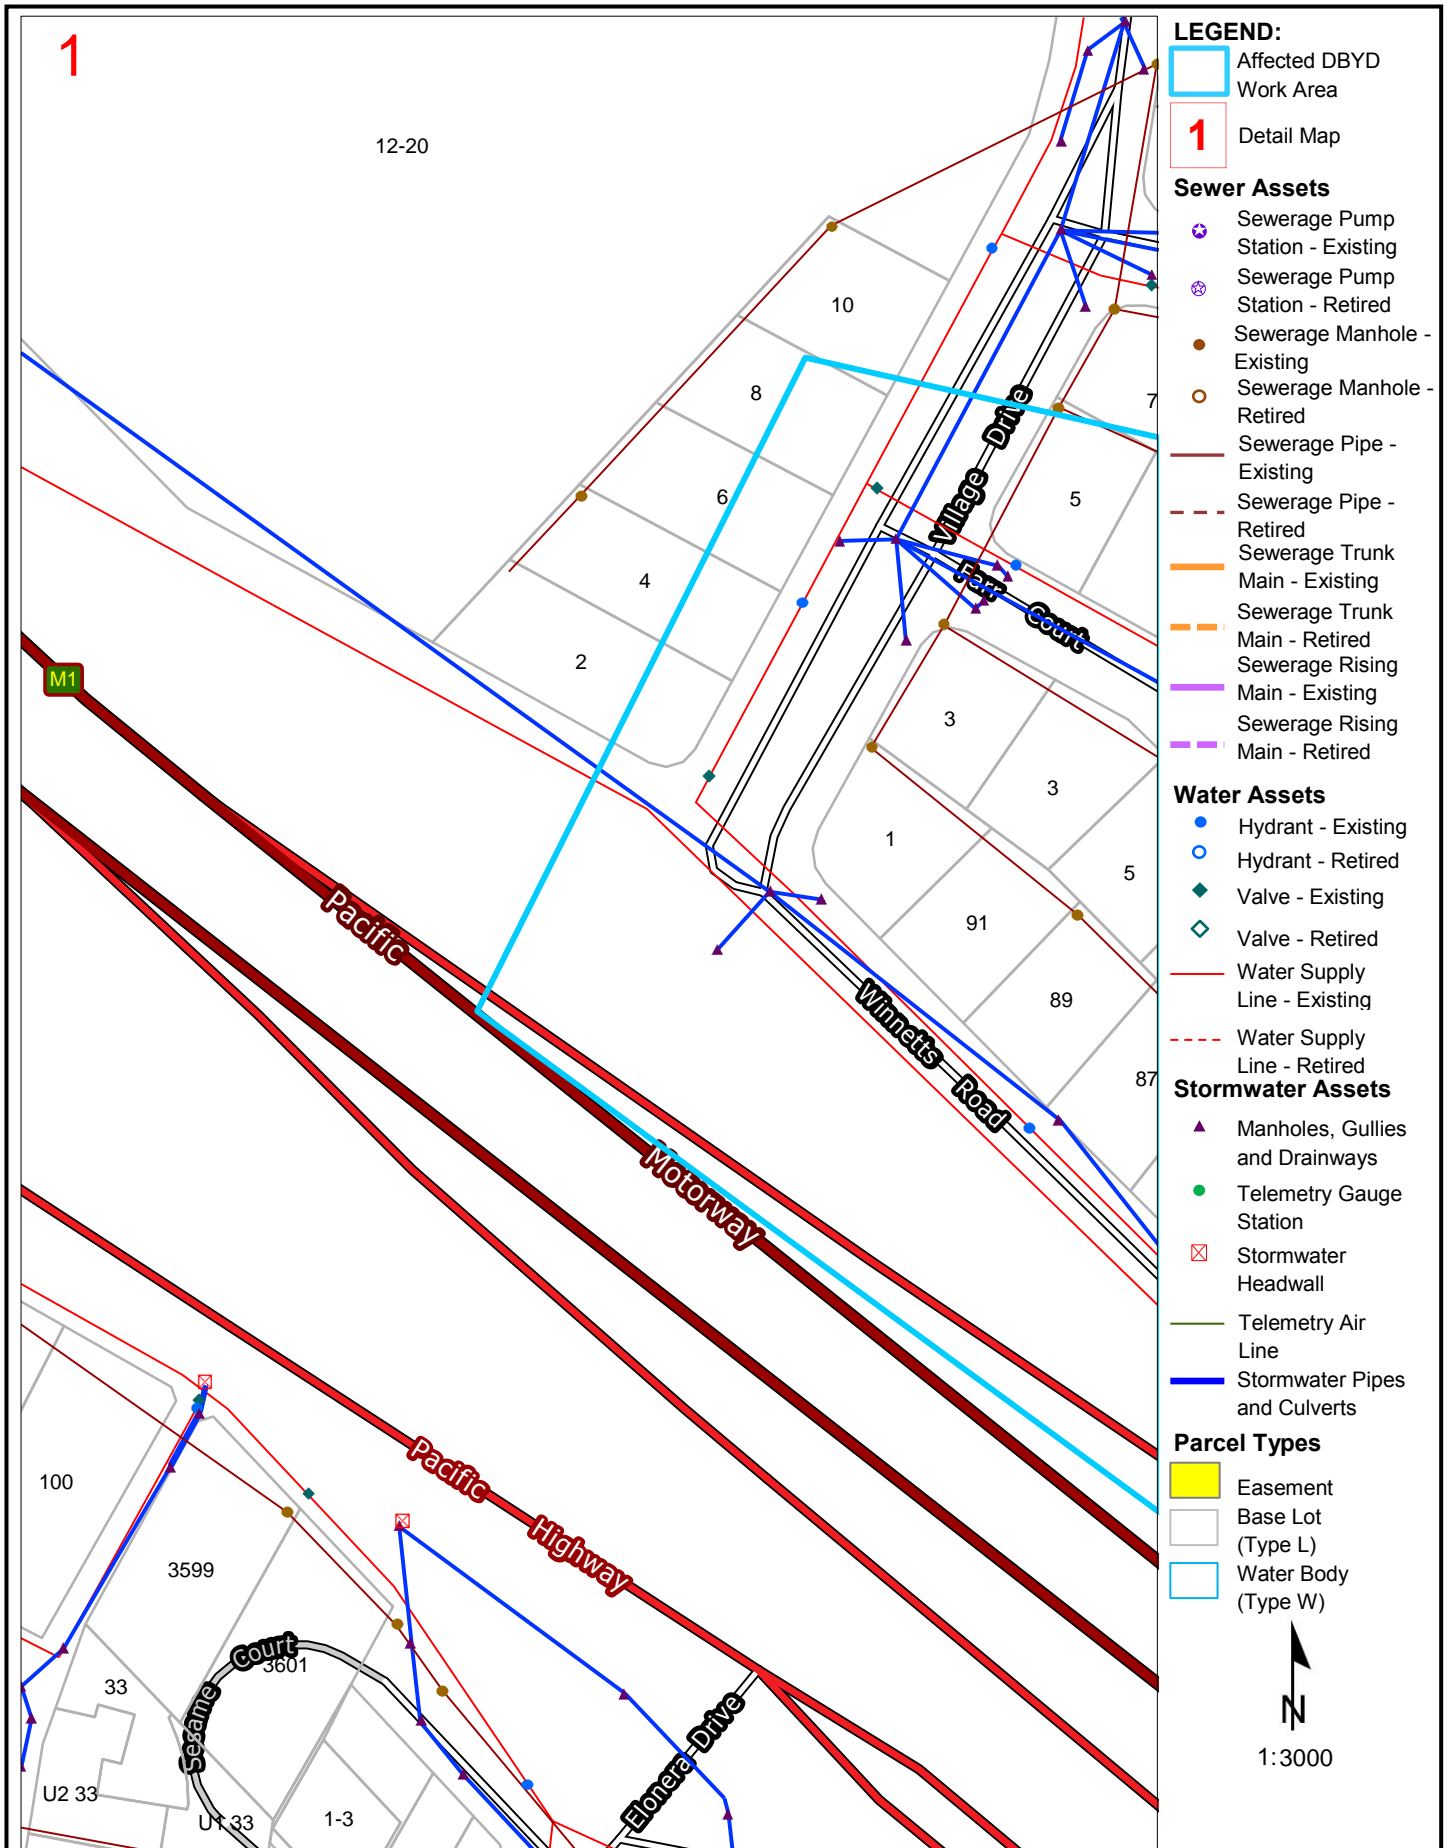 1
12-20
10
8
6
4
2
7
5
3
3
1
5
91
89
87
Village Drive
Farr Court
M1
Pacific Motorway
Winnetts Road
Pacific Highway
100
3599
3601
33
U2 33
U1 33
1-3
Sesame Court
Elonera Drive
LEGEND:
Affected DBYD
Work Area
1
Detail Map
Sewer Assets
Sewerage Pump
Station - Existing
Sewerage Pump
Station - Retired
Sewerage Manhole -
Existing
Sewerage Manhole -
Retired
Sewerage Pipe -
Existing
Sewerage Pipe -
Retired
Sewerage Trunk
Main - Existing
Sewerage Trunk
Main - Retired
Sewerage Rising
Main - Existing
Sewerage Rising
Main - Retired
Water Assets
Hydrant - Existing
Hydrant - Retired
Valve - Existing
Valve - Retired
Water Supply
Line - Existing
Water Supply
Line - Retired
Stormwater Assets
Manholes, Gullies
and Drainways
Telemetry Gauge
Station
Stormwater
Headwall
Telemetry Air
Line
Stormwater Pipes
and Culverts
Parcel Types
Easement
Base Lot
(Type L)
Water Body
(Type W)
N
1:3000